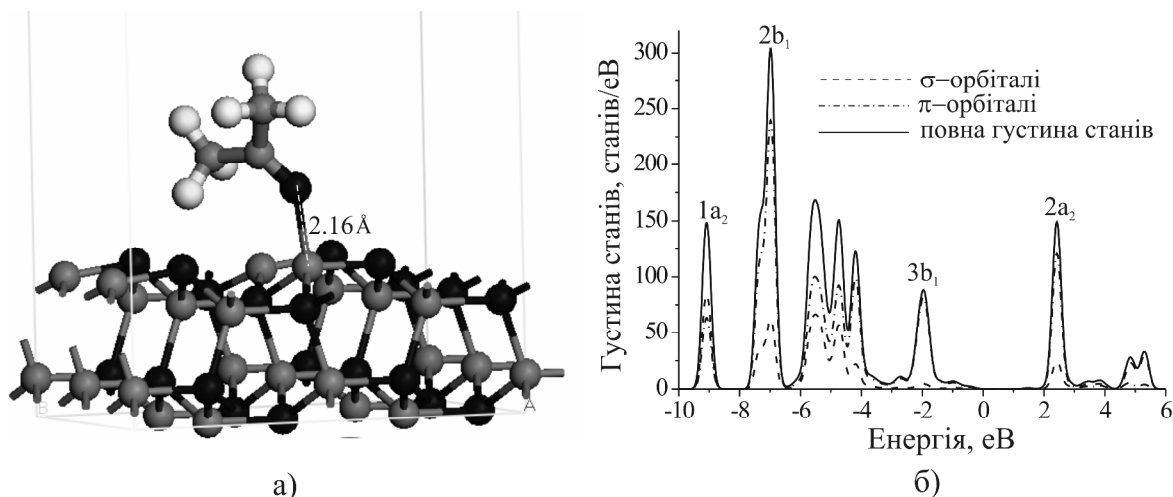 2.16Å
B
A
а)
Густина станів, станів/еВ
300
250
200
150
100
50
0
2b₁
σ–орбіталі
π–орбіталі
повна густина станів
1a₂
3b₁
2a₂
-10 -8 -6 -4 -2 0 2 4 6
Енергія, еВ
б)